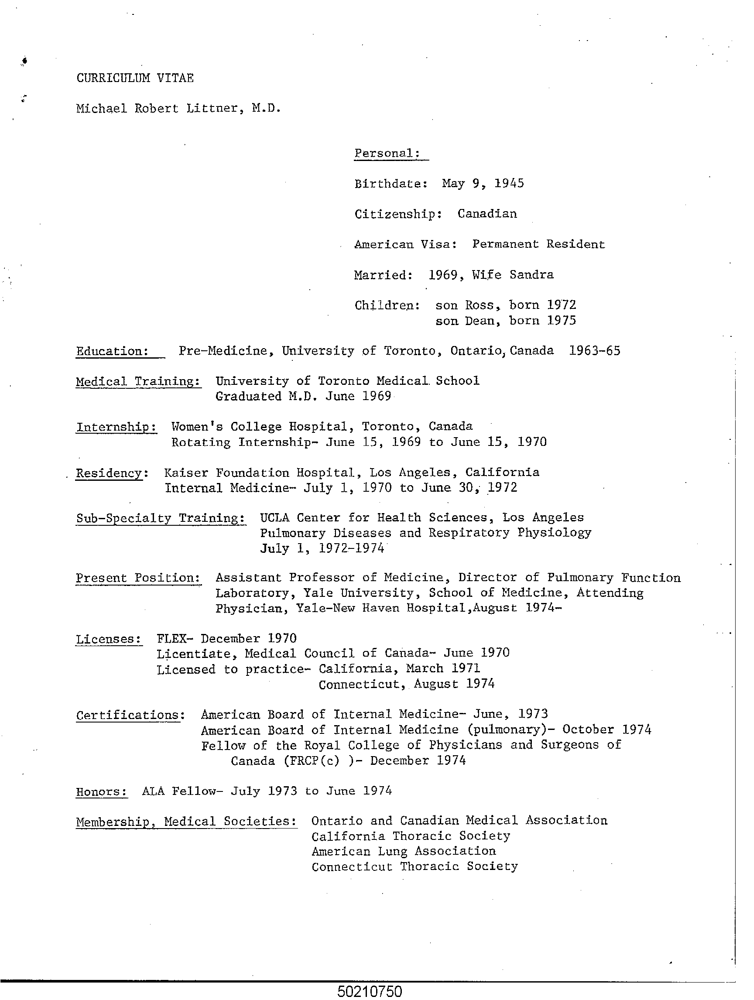 CURRICULUM VITAE
Michael Robert Littner, M.D.
Personal:
Birthdate: May 9, 1945
Citizenship: Canadian
American Visa: Permanent Resident
Married: 1969, Wife Sandra
Children: son Ross, born 1972
son Dean, born 1975
Education: Pre-Medicine, University of Toronto, Ontario, Canada 1963-65
Medical Training: University of Toronto Medical School
Graduated M.D. June 1969
Internship: Women's College Hospital, Toronto, Canada
Rotating Internship- June 15, 1969 to June 15, 1970
Residency: Kaiser Foundation Hospital, Los Angeles, California
Internal Medicine- July 1, 1970 to June 30, 1972
Sub-Specialty Training: UCLA Center for Health Sciences, Los Angeles
Pulmonary Diseases and Respiratory Physiology
July 1, 1972-1974
Present Position: Assistant Professor of Medicine, Director of Pulmonary Function
Laboratory, Yale University, School of Medicine, Attending
Physician, Yale-New Haven Hospital,August 1974-
Licenses: FLEX- December 1970
Licentiate, Medical Council of Canada- June 1970
Licensed to practice- California, March 1971
Connecticut, August 1974
Certifications: American Board of Internal Medicine- June, 1973
American Board of Internal Medicine (pulmonary)- October 1974
Fellow of the Royal College of Physicians and Surgeons of
Canada (FRCP(c) )- December 1974
Honors: ALA Fellow- July 1973 to June 1974
Membership, Medical Societies: Ontario and Canadian Medical Association
California Thoracic Society
American Lung Association
Connecticut Thoracic Society
50210750